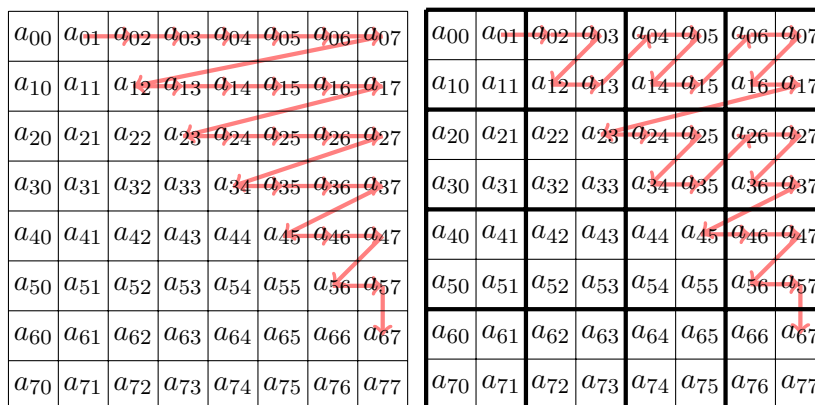 a00 a01 a02 a03 a04 a05 a06 a07
a10 a11 a12 a13 a14 a15 a16 a17
a20 a21 a22 a23 a24 a25 a26 a27
a30 a31 a32 a33 a34 a35 a36 a37
a40 a41 a42 a43 a44 a45 a46 a47
a50 a51 a52 a53 a54 a55 a56 a57
a60 a61 a62 a63 a64 a65 a66 a67
a70 a71 a72 a73 a74 a75 a76 a77
a00 a01 a02 a03 a04 a05 a06 a07
a10 a11 a12 a13 a14 a15 a16 a17
a20 a21 a22 a23 a24 a25 a26 a27
a30 a31 a32 a33 a34 a35 a36 a37
a40 a41 a42 a43 a44 a45 a46 a47
a50 a51 a52 a53 a54 a55 a56 a57
a60 a61 a62 a63 a64 a65 a66 a67
a70 a71 a72 a73 a74 a75 a76 a77